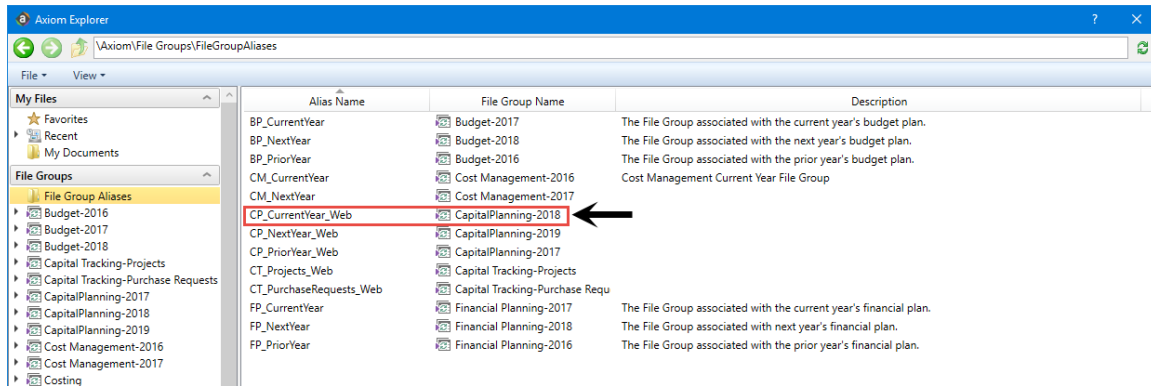 Axiom Explorer
\Axiom\File Groups\FileGroupAliases
File View
My Files
Favorites
Recent
My Documents
File Groups
File Group Aliases
Budget-2016
Budget-2017
Budget-2018
Capital Tracking-Projects
Capital Tracking-Purchase Requests
CapitalPlanning-2017
CapitalPlanning-2018
CapitalPlanning-2019
Cost Management-2016
Cost Management-2017
Costing
Alias Name File Group Name Description
BP_CurrentYear Budget-2017 The File Group associated with the current year's budget plan.
BP_NextYear Budget-2018 The File Group associated with the next year's budget plan.
BP_PriorYear Budget-2016 The File Group associated with the prior year's budget plan.
CM_CurrentYear Cost Management-2016 Cost Management Current Year File Group
CM_NextYear Cost Management-2017
CP_CurrentYear_Web CapitalPlanning-2018
CP_NextYear_Web CapitalPlanning-2019
CP_PriorYear_Web CapitalPlanning-2017
CT_Projects_Web Capital Tracking-Projects
CT_PurchaseRequests_Web Capital Tracking-Purchase Requ
FP_CurrentYear Financial Planning-2017 The File Group associated with the current year's financial plan.
FP_NextYear Financial Planning-2018 The File Group associated with next year's financial plan.
FP_PriorYear Financial Planning-2016 The File Group associated with the prior year's financial plan.